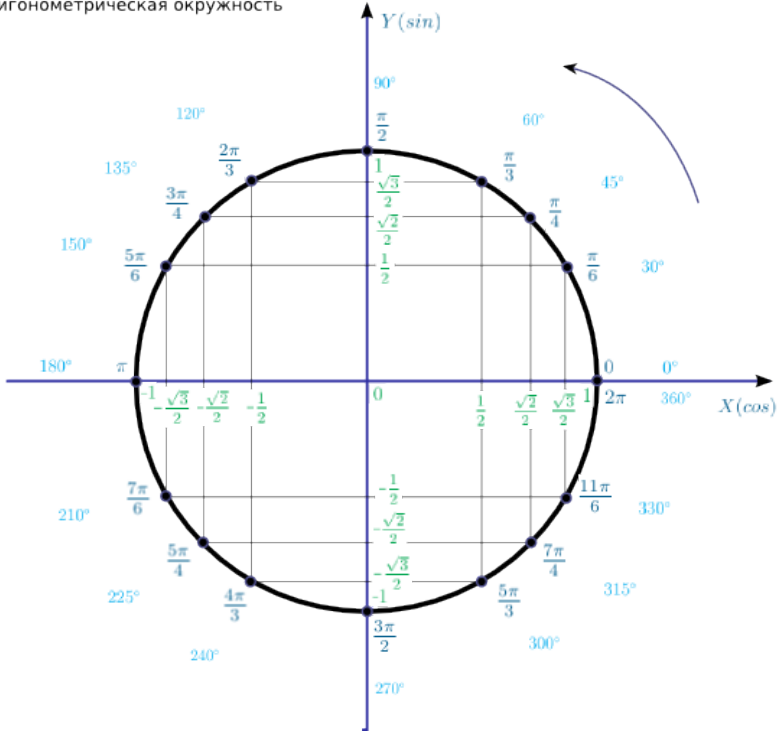 игонометрическая окружность
Y(sin)
90°
120°
60°
π/2
2π/3
π/3
135°
1
45°
3π/4
√3/2
π/4
√2/2
150°
5π/6
1/2
π/6
30°
180°
π
0
0°
-1
-√3/2
-√2/2
-1/2
0
1/2
√2/2
√3/2
1
2π
360°
X(cos)
7π/6
-1/2
11π/6
210°
330°
-√2/2
5π/4
7π/4
-√3/2
225°
4π/3
-1
5π/3
315°
3π/2
240°
300°
270°